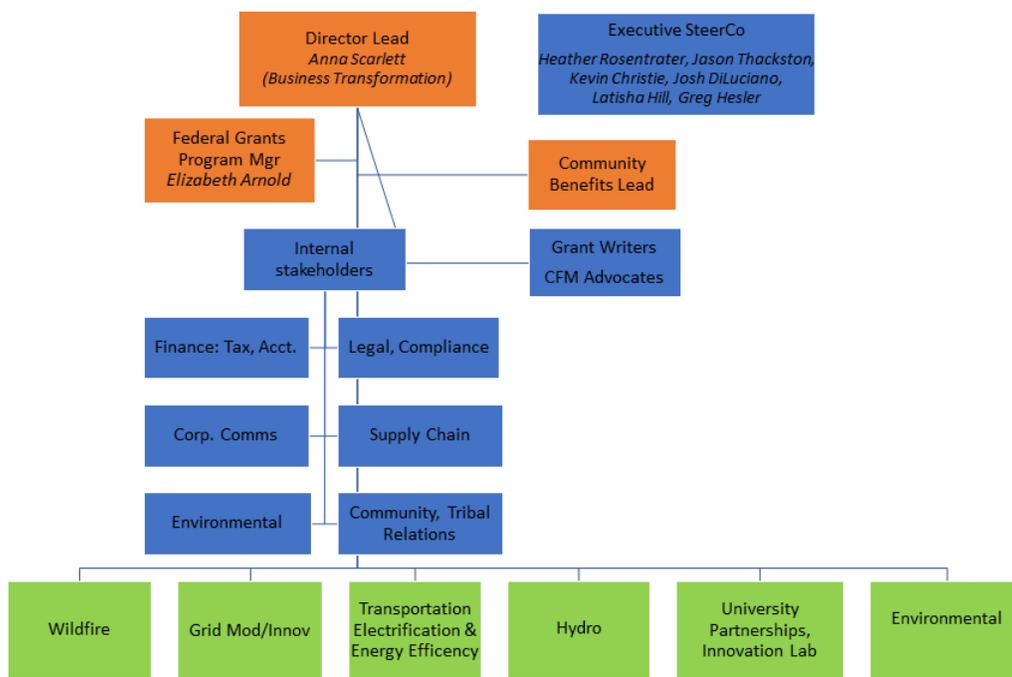 Director Lead
Anna Scarlett
(Business Transformation)
Executive SteerCo
Heather Rosentrater, Jason Thackston,
Kevin Christie, Josh DiLuciano,
Latisha Hill, Greg Hesler
Federal Grants
Program Mgr
Elizabeth Arnold
Community
Benefits Lead
Internal
stakeholders
Grant Writers
CFM Advocates
Finance: Tax, Acct.
Legal, Compliance
Corp. Comms
Supply Chain
Environmental
Community, Tribal
Relations
Wildfire
Grid Mod/Innov
Transportation
Electrification &
Energy Efficency
Hydro
University
Partnerships,
Innovation Lab
Environmental